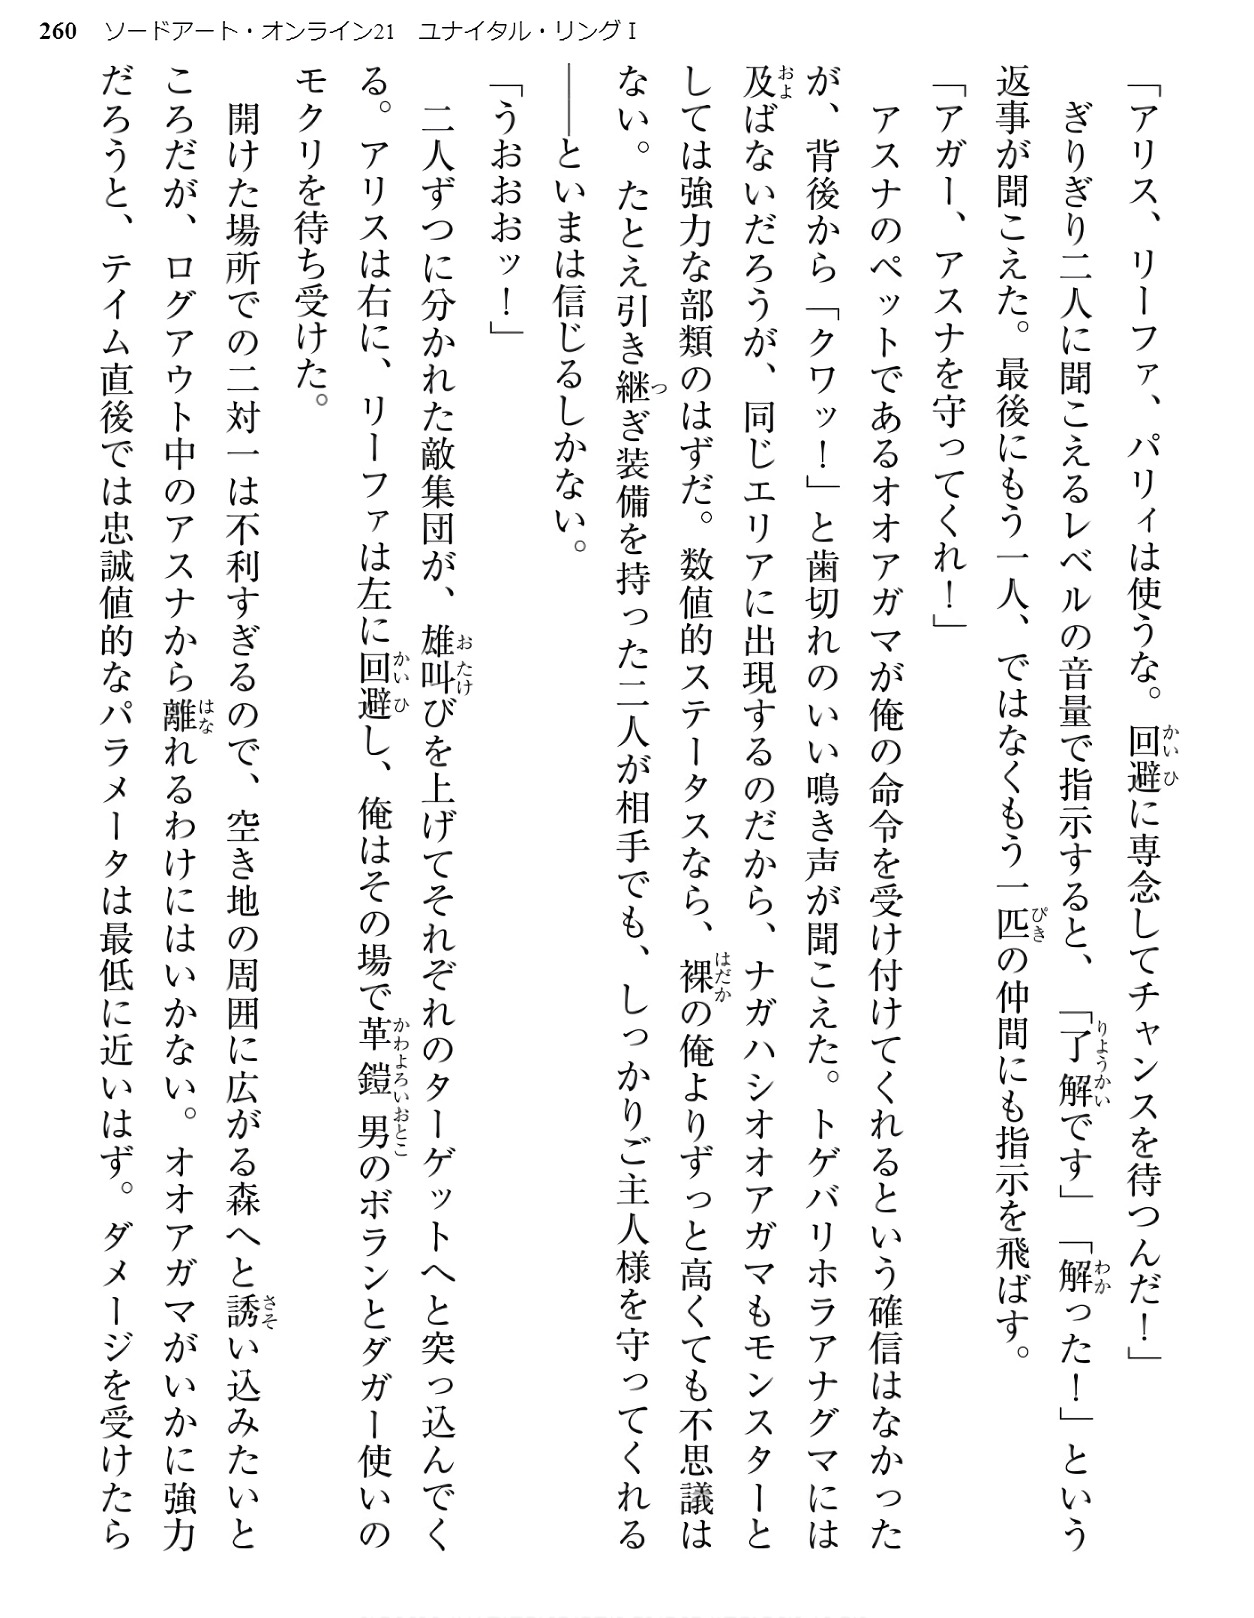 260 ソードアート・オンライン21 ユナイタル・リングⅠ
「アリス、リーファ、パリィは使うな。回避に専念してチャンスを待つんだ！」
ぎりぎり二人に聞こえるレベルの音量で指示すると、「了解です」「解った！」という
返事が聞こえた。最後にもう一人、ではなくもう一匹の仲間にも指示を飛ばす。
「アガー、アスナを守ってくれ！」
アスナのペットであるオオアガマが俺の命令を受け付けてくれるという確信はなかった
が、背後から「クワッ！」と歯切れのいい鳴き声が聞こえた。トゲバリホラアナグマには
及ばないだろうが、同じエリアに出現するのだから、ナガハシオオアガマもモンスターと
しては強力な部類のはずだ。数値的ステータスなら、裸の俺よりずっと高くても不思議は
ない。たとえ引き継ぎ装備を持った二人が相手でも、しっかりご主人様を守ってくれる
――といまは信じるしかない。
「うおおおッ！」
二人ずつに分かれた敵集団が、雄叫びを上げてそれぞれのターゲットへと突っ込んでく
る。アリスは右に、リーファは左に回避し、俺はその場で革鎧男のボランとダガー使いの
モクリを待ち受けた。
開けた場所での二対一は不利すぎるので、空き地の周囲に広がる森へと誘い込みたいと
ころだが、ログアウト中のアスナから離れるわけにはいかない。オオアガマがいかに強力
だろうと、テイム直後では忠誠値的なパラメータは最低に近いはず。ダメージを受けたら